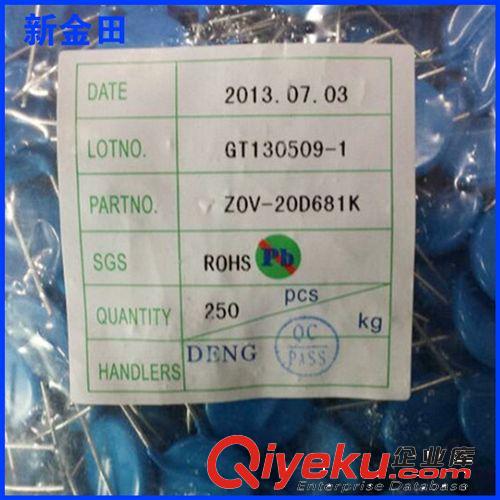 新金田
DATE 2013.07.03
LOTNO. GT130509-1
PARTNO. ZOV-20D681K
SGS ROHS Pb
QUANTITY 250 pcs kg
HANDLERS DENG QC PASS
Qiyeku.com 企业库
Enterprise Database